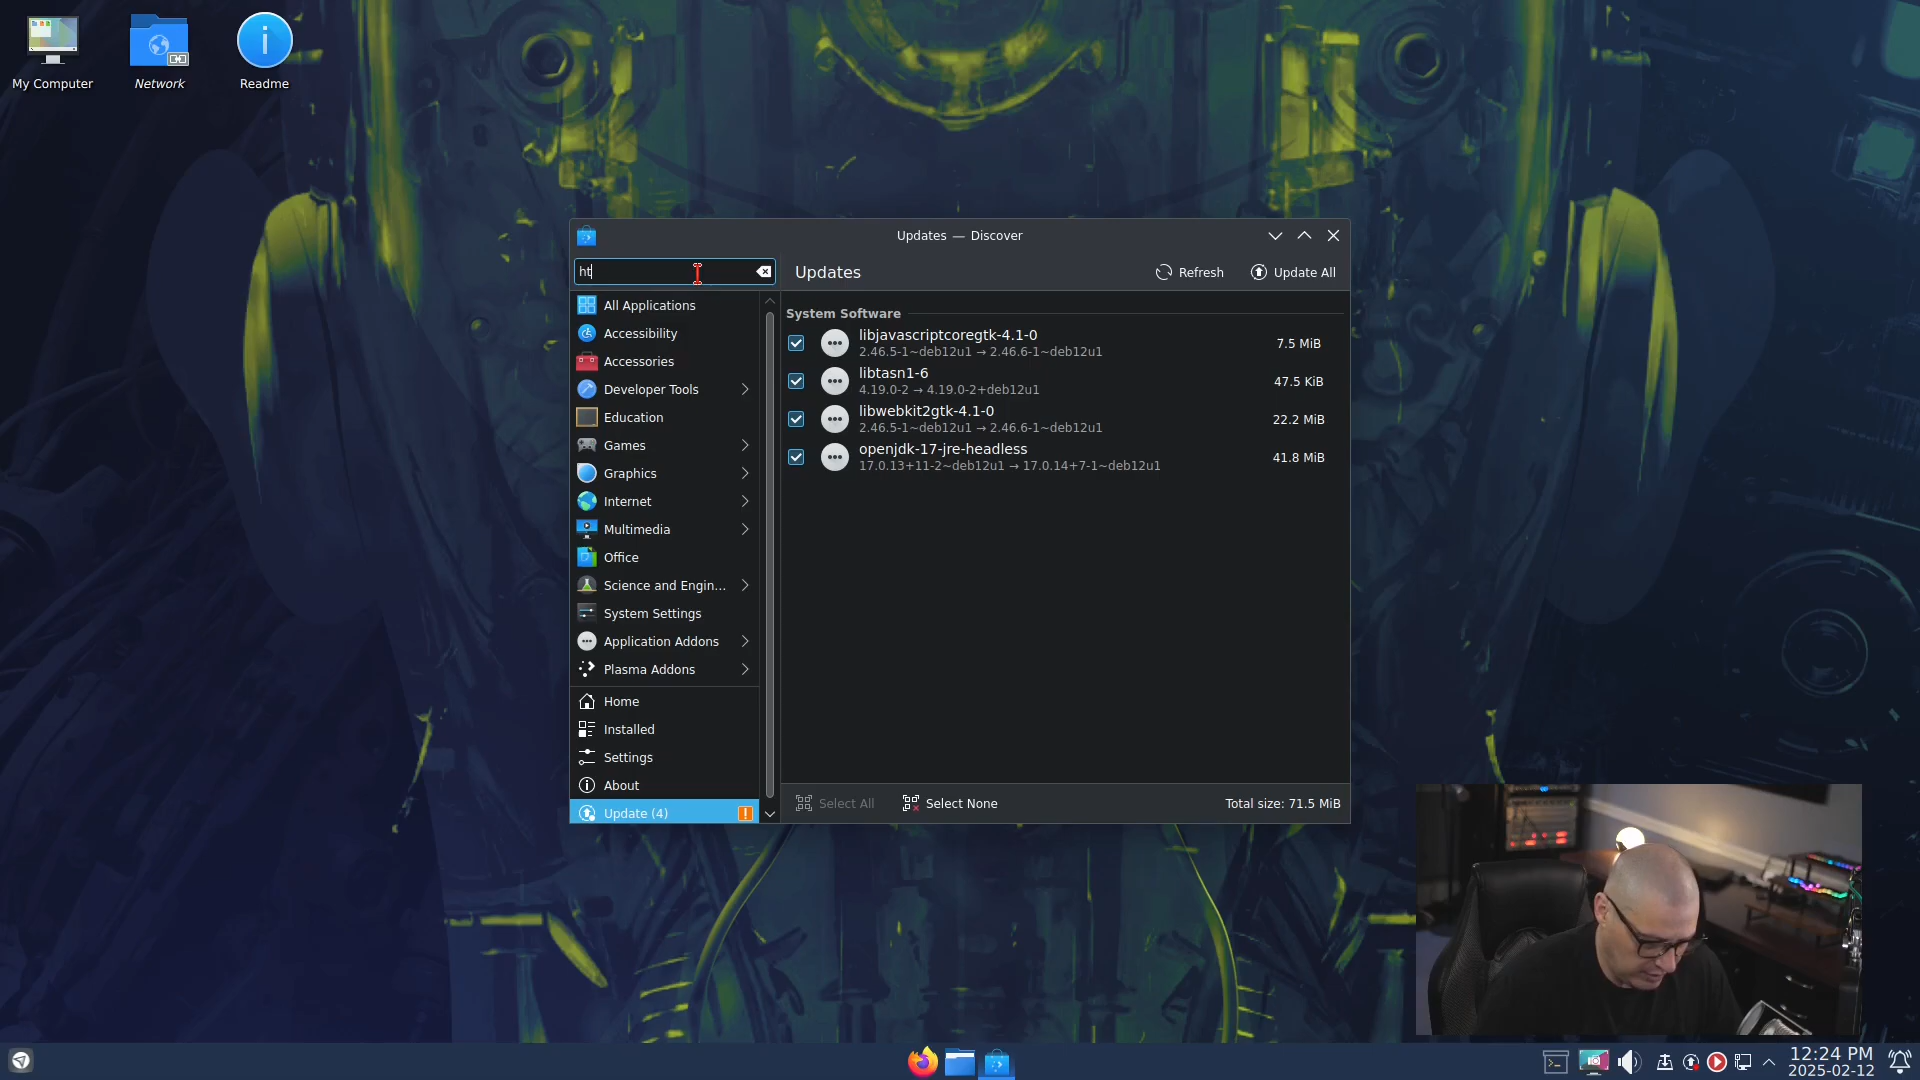 My Computer
Network
Readme
Updates — Discover
ht
Updates
Refresh
Update All
All Applications
Accessibility
Accessories
Developer Tools
Education
Games
Graphics
Internet
Multimedia
Office
Science and Engin...
System Settings
Application Addons
Plasma Addons
Home
Installed
Settings
About
Update (4)
System Software
libjavascriptcoregtk-4.1-0
2.46.5-1~deb12u1 → 2.46.6-1~deb12u1
7.5 MiB
libtasn1-6
4.19.0-2 → 4.19.0-2+deb12u1
47.5 KiB
libwebkit2gtk-4.1-0
2.46.5-1~deb12u1 → 2.46.6-1~deb12u1
22.2 MiB
openjdk-17-jre-headless
17.0.13+11-2~deb12u1 → 17.0.14+7-1~deb12u1
41.8 MiB
Select All
Select None
Total size: 71.5 MiB
12:24 PM
2025-02-12